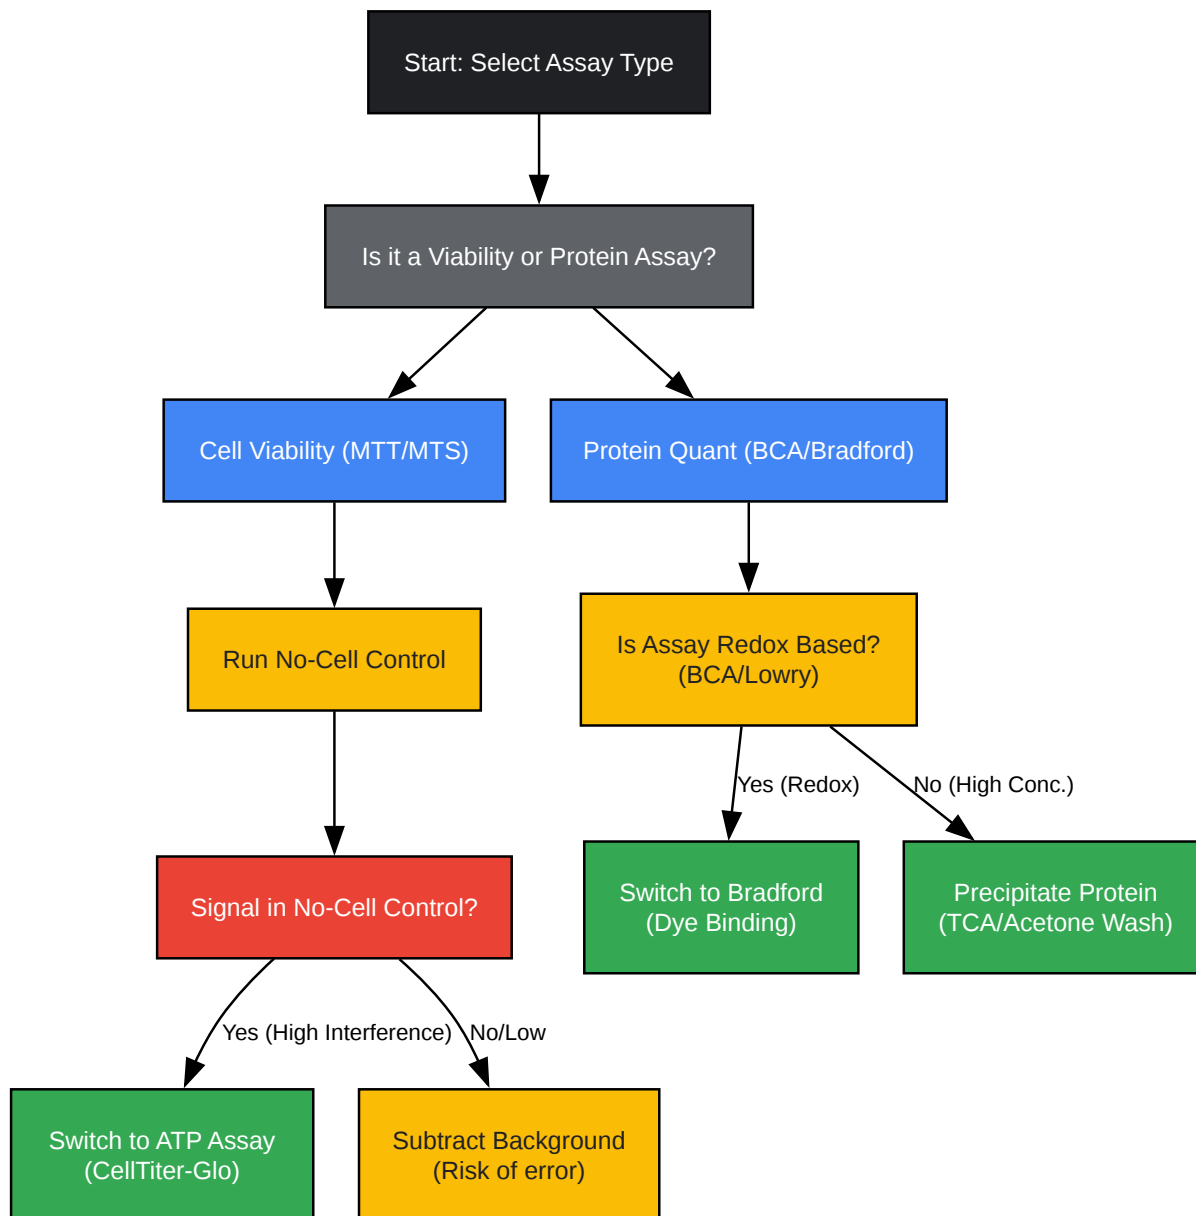 Start: Select Assay Type
Is it a Viability or Protein Assay?
Cell Viability (MTT/MTS)
Protein Quant (BCA/Bradford)
Run No-Cell Control
Is Assay Redox Based?
(BCA/Lowry)
Yes (Redox)
No (High Conc.)
Signal in No-Cell Control?
Switch to Bradford
(Dye Binding)
Precipitate Protein
(TCA/Acetone Wash)
Yes (High Interference)
No/Low
Switch to ATP Assay
(CellTiter-Glo)
Subtract Background
(Risk of error)